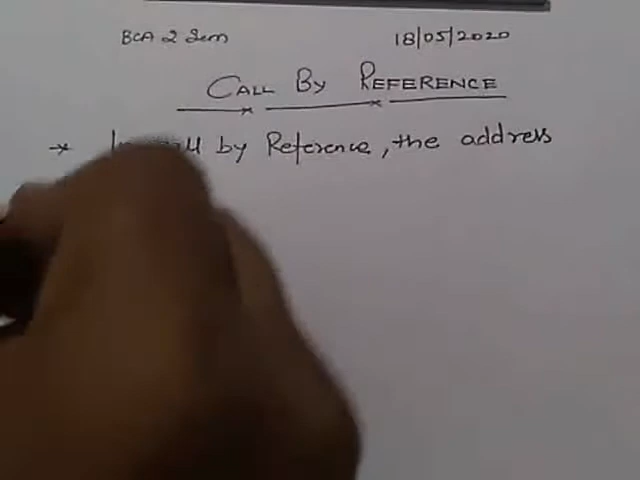 BCA 2 Sem 18/05/2020
CALL BY REFERENCE
by Reference, the address